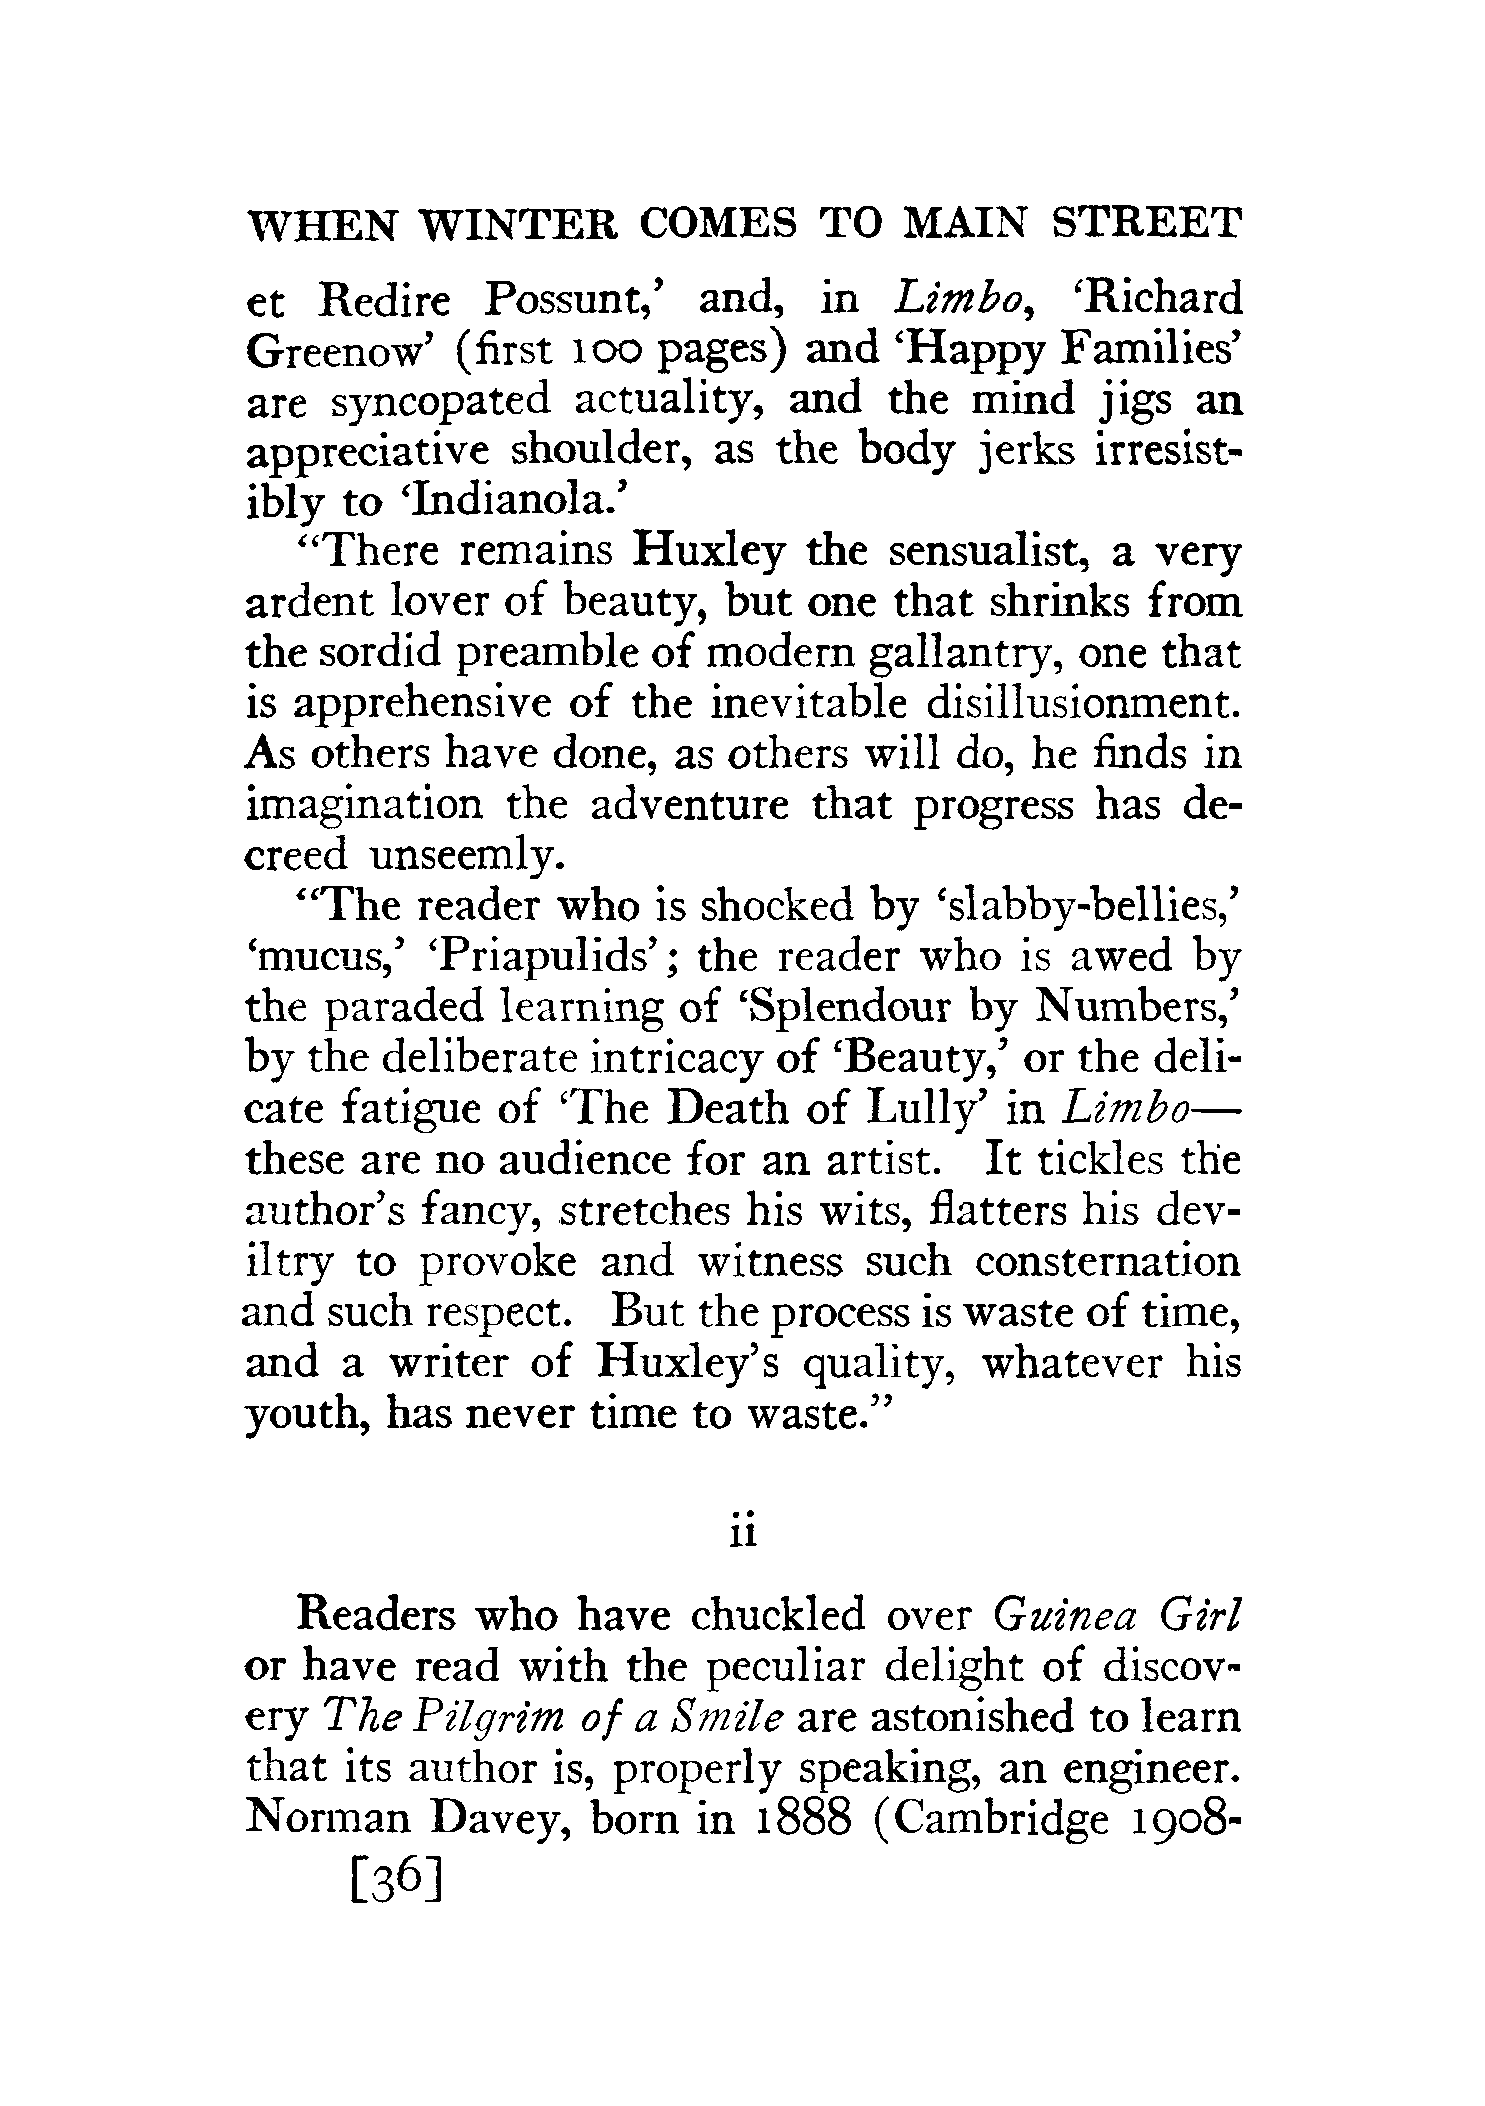 WHEN WINTER COMES TO MAIN STREET
et Redire Possunt,’ and, in Limbo, ‘Richard
Greenow’ (first 100 pages) and ‘Happy Families’
are syncopated actuality, and the mind jigs an
appreciative shoulder, as the body jerks irresist-
ibly to ‘Indianola.’
“There remains Huxley the sensualist, a very
ardent lover of beauty, but one that shrinks from
the sordid preamble of modern gallantry, one that
is apprehensive of the inevitable disillusionment.
As others have done, as others will do, he finds in
imagination the adventure that progress has de-
creed unseemly.
“The reader who is shocked by ‘slabby-bellies,’
‘mucus,’ ‘Priapulids’; the reader who is awed by
the paraded learning of ‘Splendour by Numbers,’
by the deliberate intricacy of ‘Beauty,’ or the deli-
cate fatigue of ‘The Death of Lully’ in Limbo—
these are no audience for an artist. It tickles the
author’s fancy, stretches his wits, flatters his dev-
iltry to provoke and witness such consternation
and such respect. But the process is waste of time,
and a writer of Huxley’s quality, whatever his
youth, has never time to waste.”
ii
Readers who have chuckled over Guinea Girl
or have read with the peculiar delight of discov-
ery The Pilgrim of a Smile are astonished to learn
that its author is, properly speaking, an engineer.
Norman Davey, born in 1888 (Cambridge 1908-
[36]